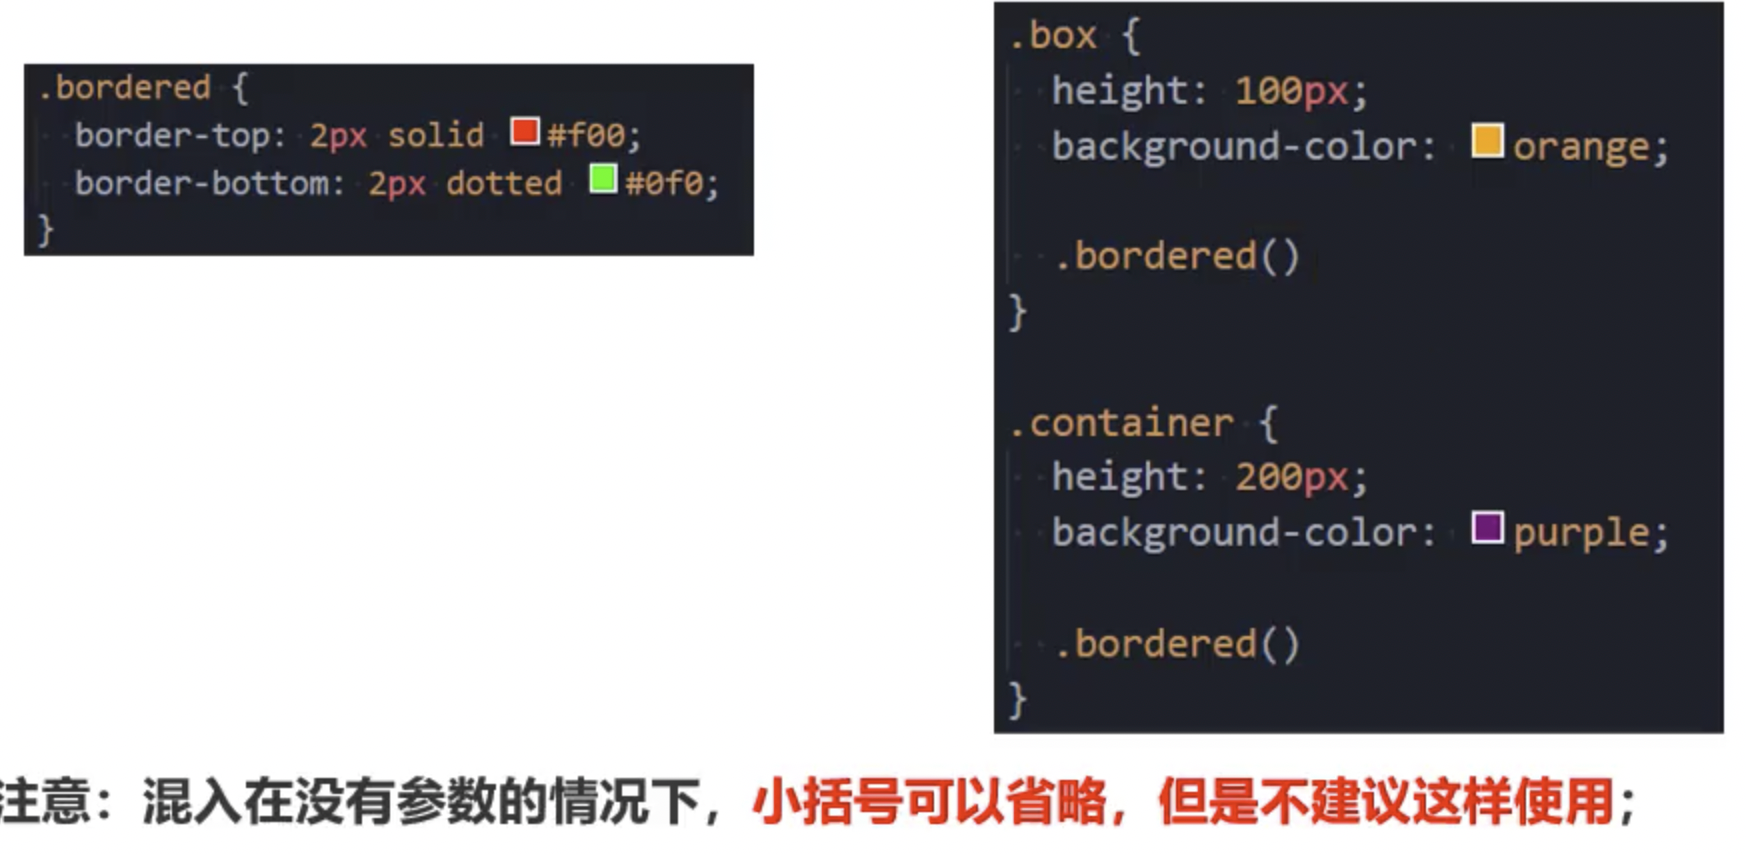 .bordered {
border-top: 2px solid #f00;
border-bottom: 2px dotted #0f0;
}
.box {
height: 100px;
background-color: orange;
.bordered()
}
.container {
height: 200px;
background-color: purple;
.bordered()
}
注意：混入在没有参数的情况下，小括号可以省略，但是不建议这样使用；